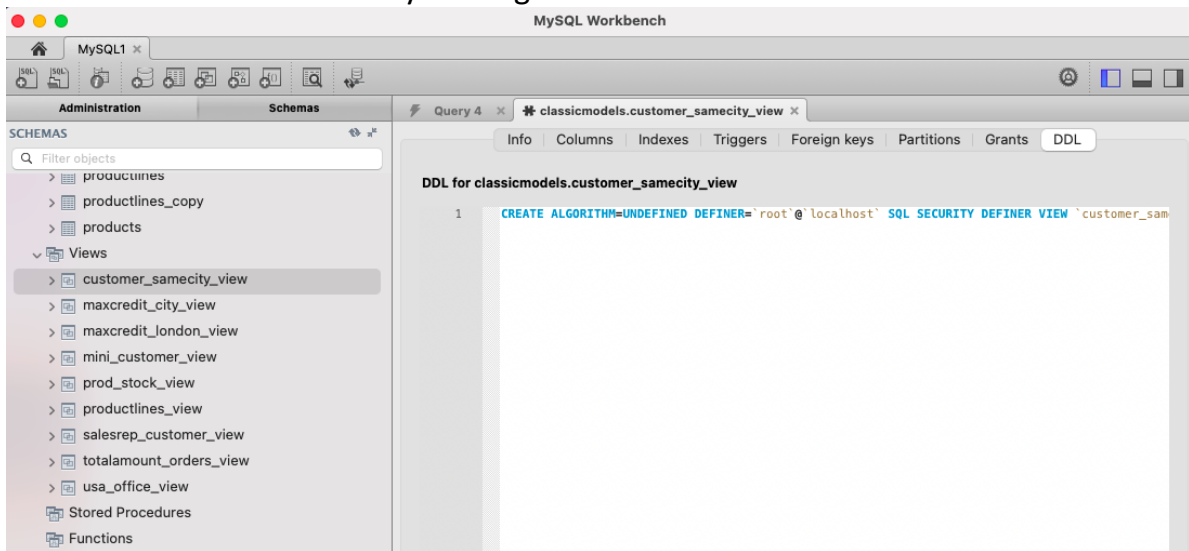 MySQL Workbench
MySQL1
Administration Schemas
Query 4 classicmodels.customer_samecity_view
SCHEMAS
Info Columns Indexes Triggers Foreign keys Partitions Grants DDL
Filter objects
productlines
productlines_copy
products
Views
customer_samecity_view
maxcredit_city_view
maxcredit_london_view
mini_customer_view
prod_stock_view
productlines_view
salesrep_customer_view
totalamount_orders_view
usa_office_view
Stored Procedures
Functions
DDL for classicmodels.customer_samecity_view
1 CREATE ALGORITHM=UNDEFINED DEFINER=`root`@`localhost` SQL SECURITY DEFINER VIEW `customer_sam